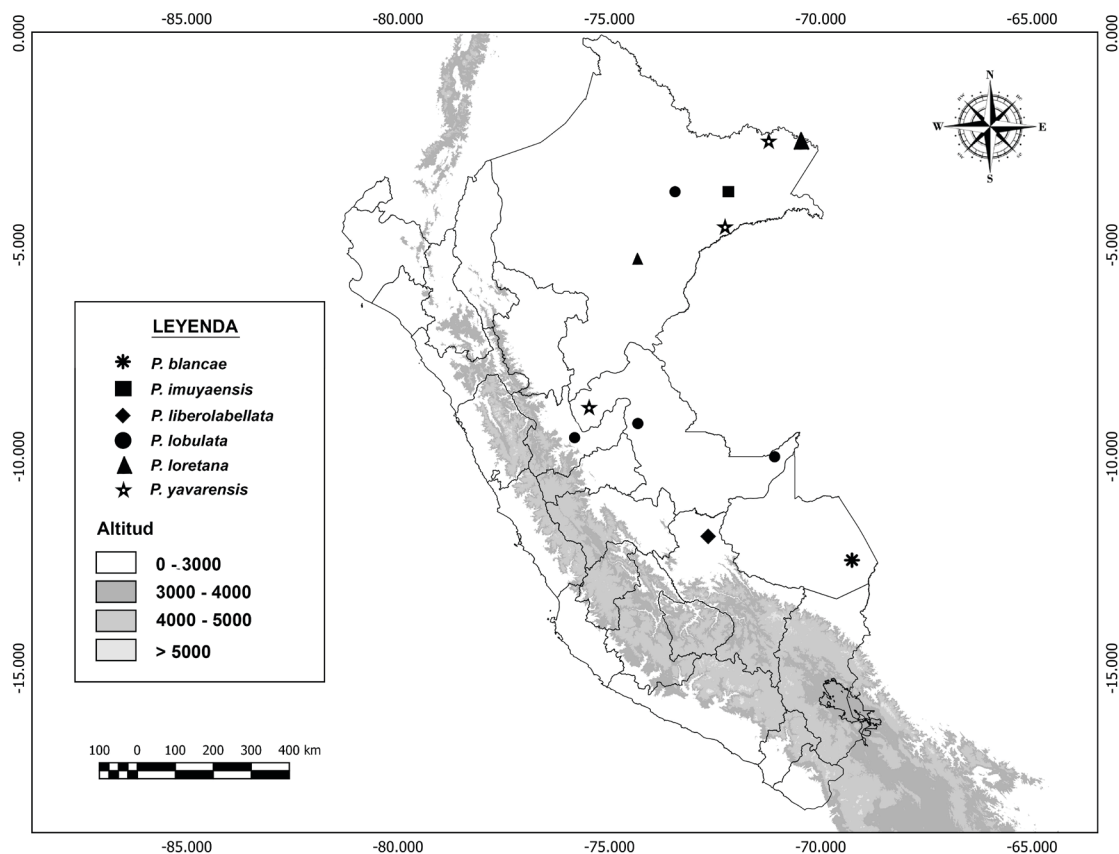 -85.000 -80.000 -75.000 -70.000 -65.000
0.000 0.000
N
W E
S
-5.000 -5.000
LEYENDA
P. blancae
P. imuyaensis
P. liberolabellata
P. lobulata
P. loretana
P. yavarensis
-10.000 -10.000
Altitud
0 - 3000
3000 - 4000
4000 - 5000
> 5000
-15.000 -15.000
100 0 100 200 300 400 km
-85.000 -80.000 -75.000 -70.000 -65.000